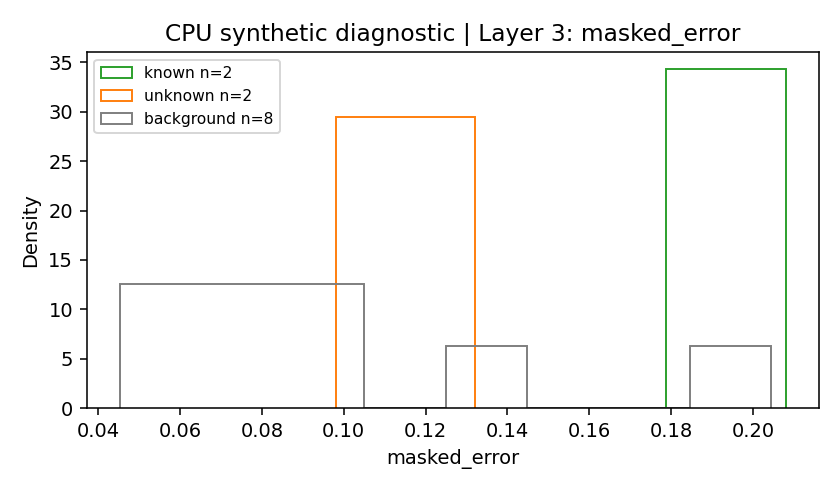 CPU synthetic diagnostic | Layer 3: masked_error
known n=2
unknown n=2
background n=8
Density
35
30
25
20
15
10
5
0
0.04 0.06 0.08 0.10 0.12 0.14 0.16 0.18 0.20
masked_error